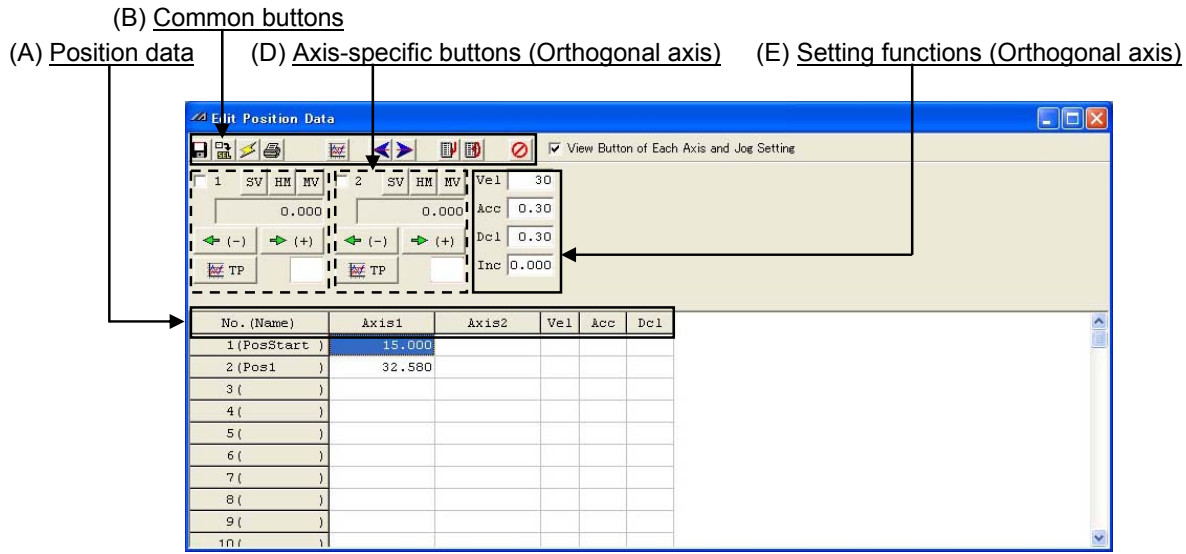 (B) Common buttons
(A) Position data (D) Axis-specific buttons (Orthogonal axis) (E) Setting functions (Orthogonal axis)
Edit Position Data
View Button of Each Axis and Jog Setting
1 SV HM MV 2 SV HM MV Vel 30
0.000 0.000 Acc 0.30
(-) (+) (-) (+) Dcl 0.30
TP TP Inc 0.000
No.(Name) Axis1 Axis2 Vel Acc Dcl
1(PosStart ) 15.000
2(Pos1 ) 32.580
3( )
4( )
5( )
6( )
7( )
8( )
9( )
10( )